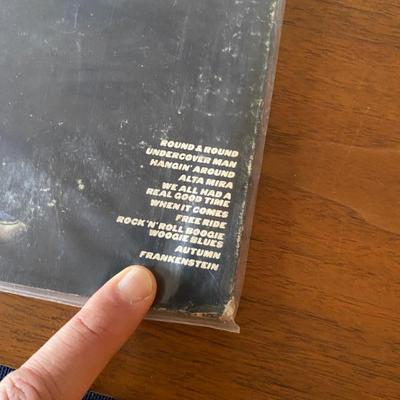 ROUND & ROUND
UNDERCOVER MAN
HANGIN' AROUND
ALTA MIRA
WE ALL HAD A
REAL GOOD TIME
WHEN IT COMES
FREE RIDE
ROCK'N'ROLL BOOGIE
WOOGIE BLUES
AUTUMN
FRANKENSTEIN